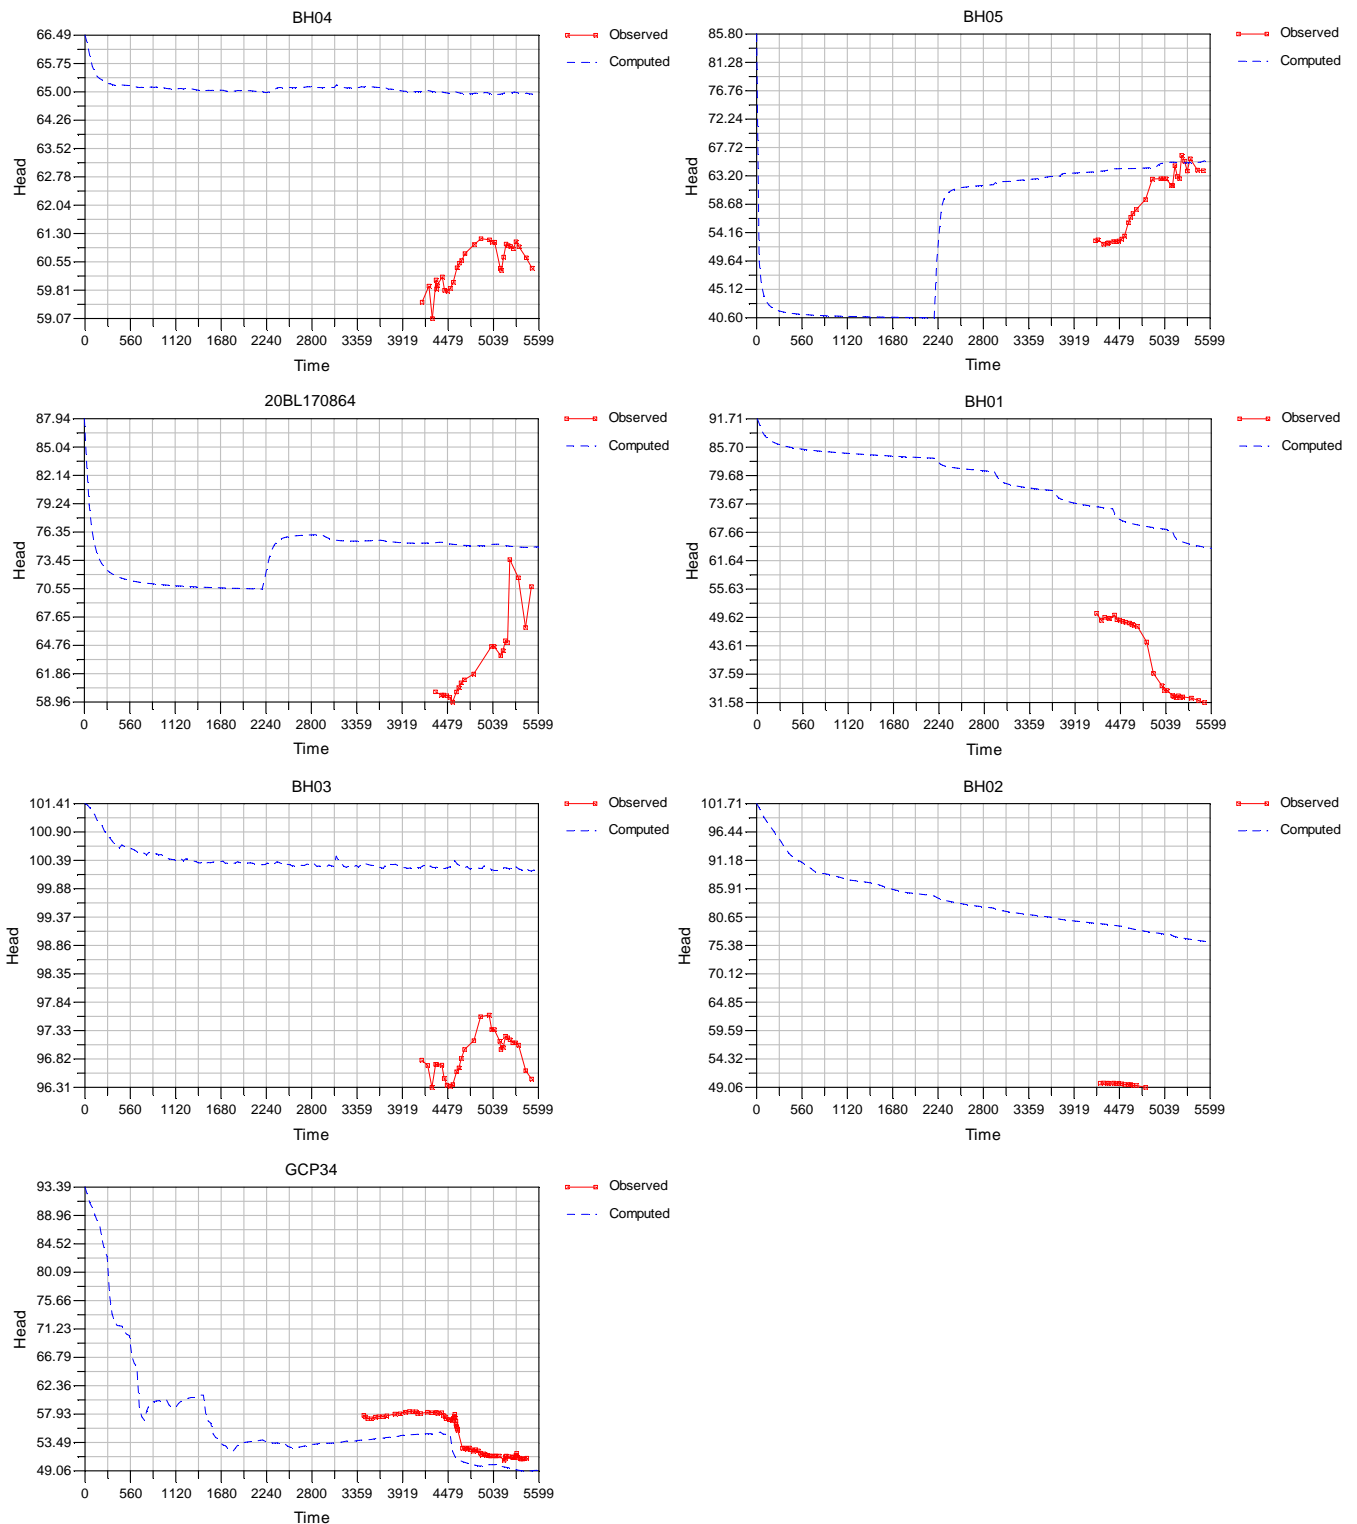 BH04
Observed
Computed
66.49
65.75
65.00
64.26
63.52
62.78
62.04
61.30
60.55
59.81
59.07
Head
0 560 1120 1680 2240 2800 3359 3919 4479 5039 5599
Time
BH05
Observed
Computed
85.80
81.28
76.76
72.24
67.72
63.20
58.68
54.16
49.64
45.12
40.60
Head
0 560 1120 1680 2240 2800 3359 3919 4479 5039 5599
Time
20BL170864
Observed
Computed
87.94
85.04
82.14
79.24
76.35
73.45
70.55
67.65
64.76
61.86
58.96
Head
0 560 1120 1680 2240 2800 3359 3919 4479 5039 5599
Time
BH01
Observed
Computed
91.71
85.70
79.68
73.67
67.66
61.64
55.63
49.62
43.61
37.59
31.58
Head
0 560 1120 1680 2240 2800 3359 3919 4479 5039 5599
Time
BH03
Observed
Computed
101.41
100.90
100.39
99.88
99.37
98.86
98.35
97.84
97.33
96.82
96.31
Head
0 560 1120 1680 2240 2800 3359 3919 4479 5039 5599
Time
BH02
Observed
Computed
101.71
96.44
91.18
85.91
80.65
75.38
70.12
64.85
59.59
54.32
49.06
Head
0 560 1120 1680 2240 2800 3359 3919 4479 5039 5599
Time
GCP34
Observed
Computed
93.39
88.96
84.52
80.09
75.66
71.23
66.79
62.36
57.93
53.49
49.06
Head
0 560 1120 1680 2240 2800 3359 3919 4479 5039 5599
Time